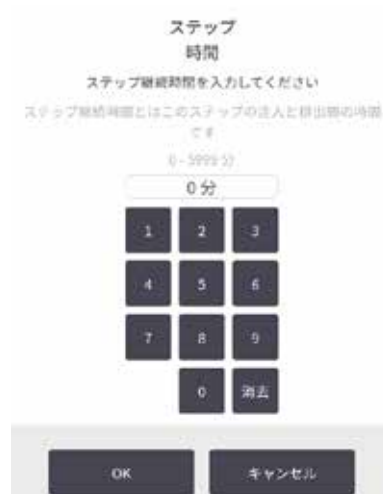 ステップ
時間
ステップ継続時間を入力してください
ステップ継続時間とはこのステップの注入と排出間の時間
です
0 - 5999 分
0 分
1 2 3
4 5 6
7 8 9
0 消去
OK キャンセル